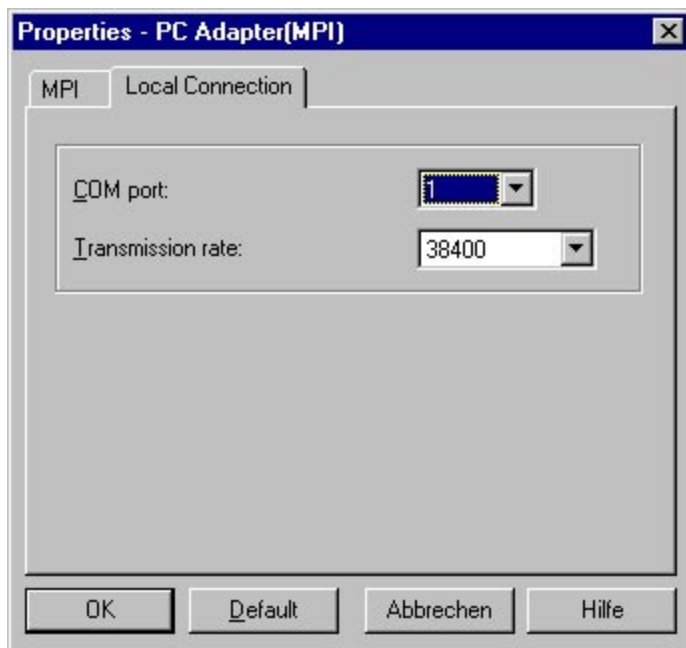 Properties - PC Adapter(MPI)
MPI Local Connection
COM port: 1
Transmission rate: 38400
OK Default Abbrechen Hilfe